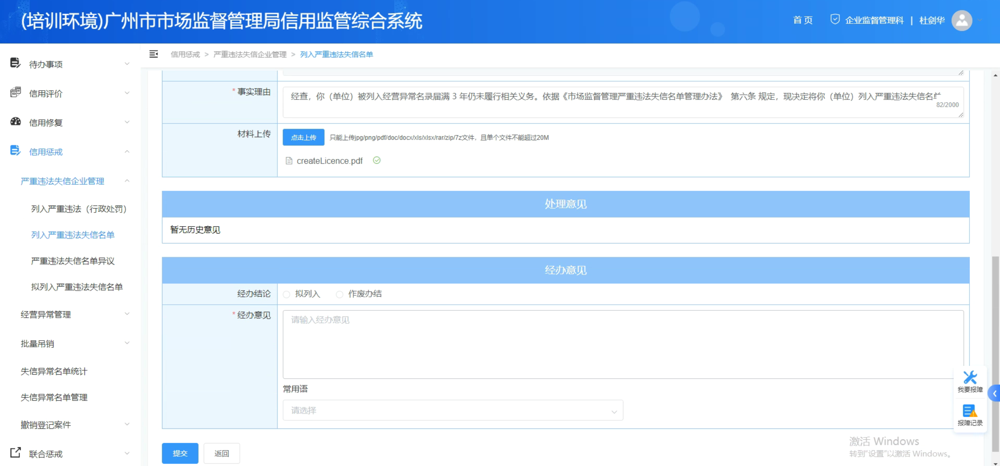 (培训环境)广州市市场监督管理局信用监管综合系统
首 页
企业监督管理科 | 杜剑华
信用惩戒 > 严重违法失信企业管理 > 列入严重违法失信名单
待办事项
信用评价
信用修复
信用惩戒
严重违法失信企业管理
列入严重违法（行政处罚）
列入严重违法失信名单
严重违法失信名单异议
拟列入严重违法失信名单
经营异常管理
批量吊销
失信异常名单统计
失信异常名单管理
撤销登记案件
联合惩戒
* 事实理由
经查，你（单位）被列入经营异常名录届满 3 年仍未履行相关义务。依据《市场监督管理严重违法失信名单管理办法》 第六条 规定，现决定将你（单位）列入严重违法失信名单
82/2000
材料上传
点击上传 只能上传jpg/png/pdf/doc/docx/xls/xlsx/rar/zip/7z文件，且单个文件不能超过20M
createLicence.pdf
处理意见
暂无历史意见
经办意见
经办结论
拟列入 作废办结
* 经办意见
请输入经办意见
常用语
请选择
提交 返回
我要报障
报障记录
激活 Windows
转到"设置"以激活 Windows。